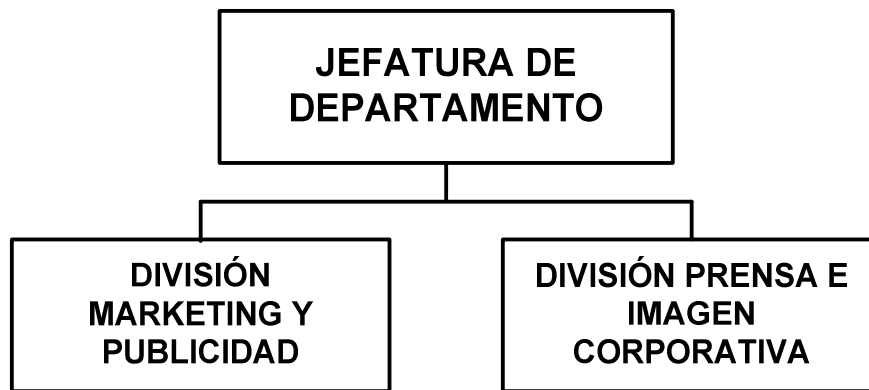 JEFATURA DE
DEPARTAMENTO
DIVISIÓN
MARKETING Y
PUBLICIDAD
DIVISIÓN PRENSA E
IMAGEN
CORPORATIVA